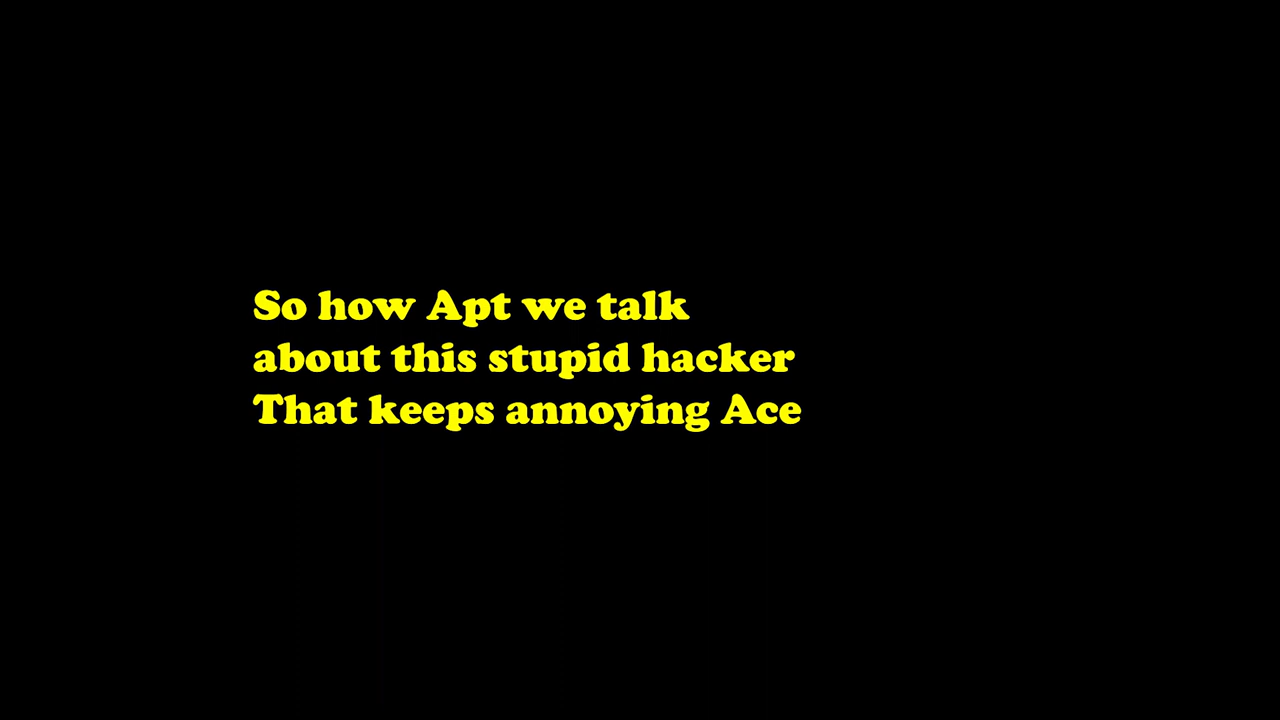 So how Apt we talk
about this stupid hacker
That keeps annoying Ace